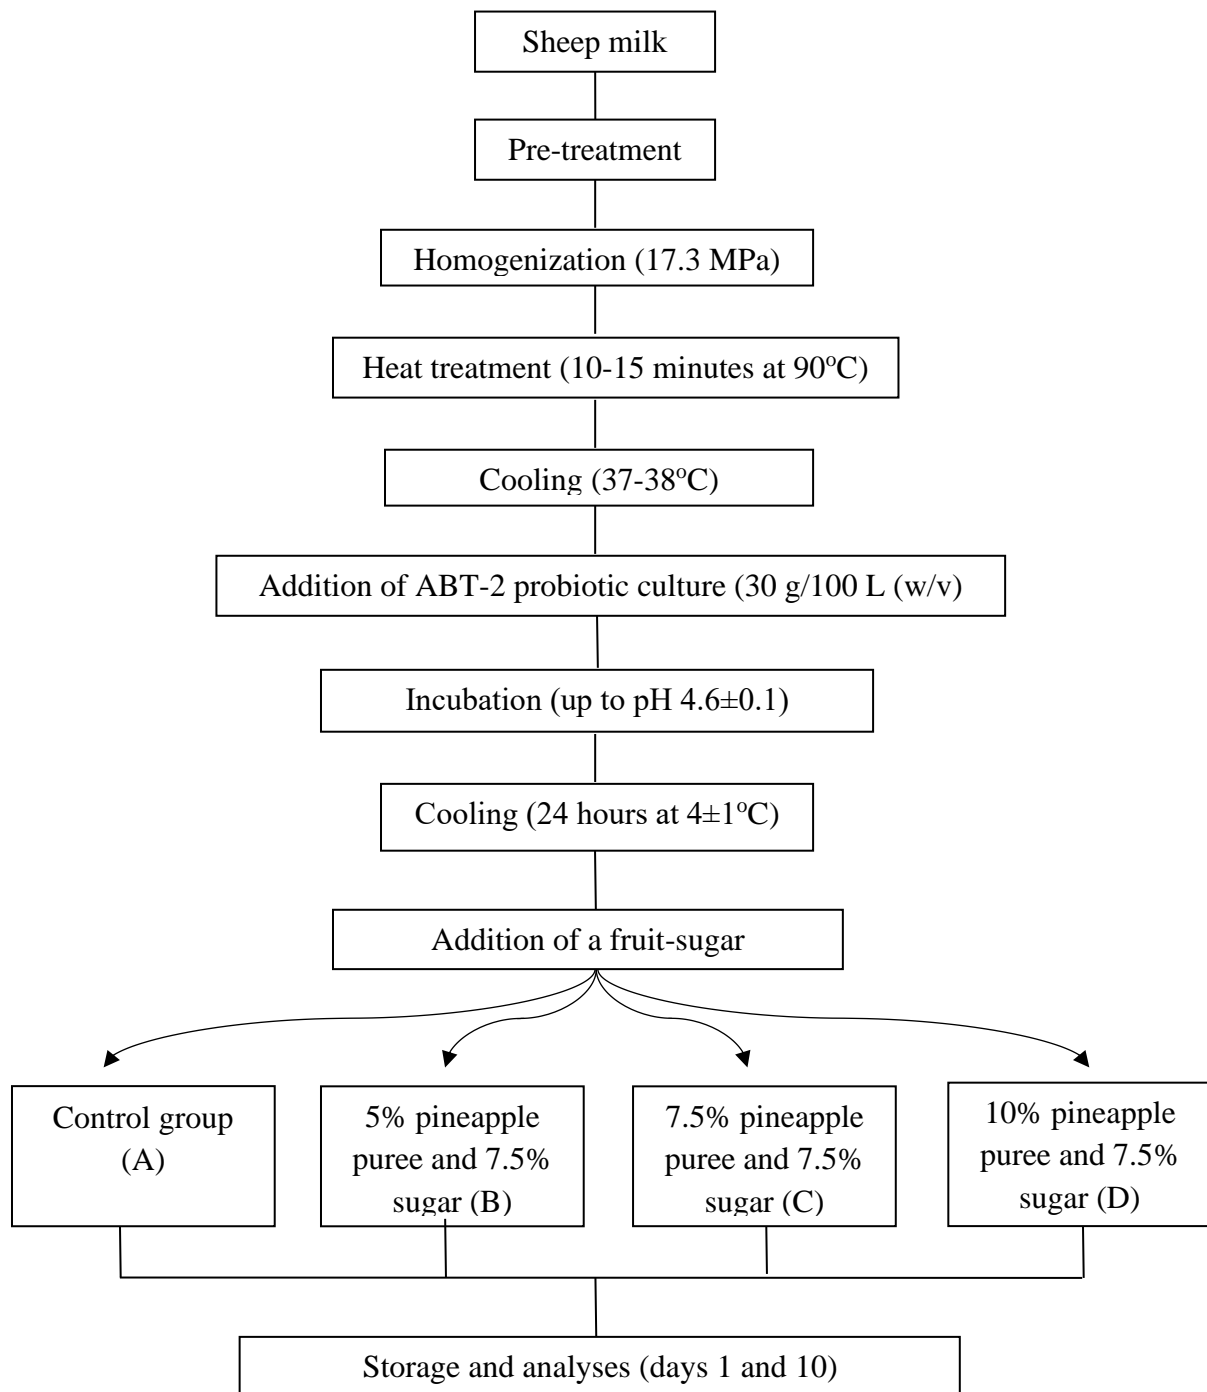 Sheep milk
Pre-treatment
Homogenization (17.3 MPa)
Heat treatment (10-15 minutes at 90ºC)
Cooling (37-38ºC)
Addition of ABT-2 probiotic culture (30 g/100 L (w/v)
Incubation (up to pH 4.6±0.1)
Cooling (24 hours at 4±1ºC)
Addition of a fruit-sugar
Control group
(A)
5% pineapple
puree and 7.5%
sugar (B)
7.5% pineapple
puree and 7.5%
sugar (C)
10% pineapple
puree and 7.5%
sugar (D)
Storage and analyses (days 1 and 10)